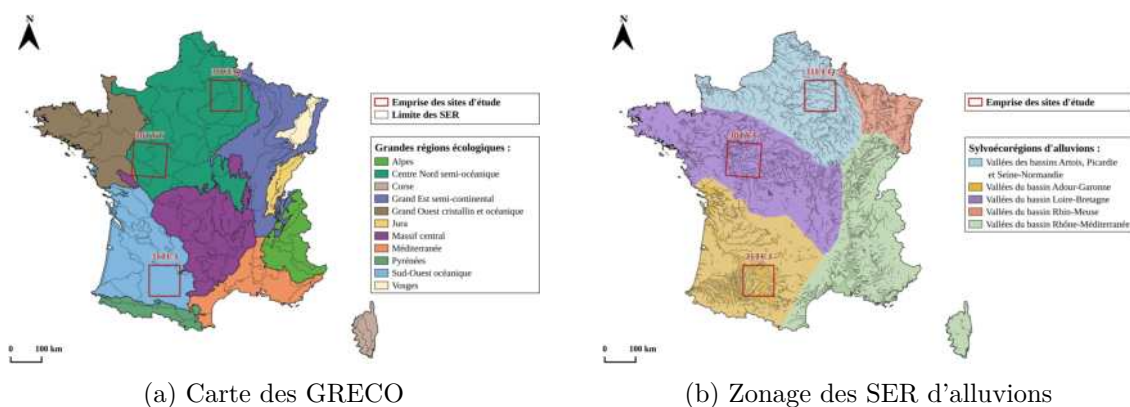 (a)
Emprise des sites d'étude
Limite des SER
Grandes régions écologiques :
Alpes
Centre Nord semi-océanique
Corse
Grand Est semi-continental
Grand Ouest cristallin et océanique
Jura
Massif central
Méditerranée
Pyrénées
Sud-Ouest océanique
Vosges
0 100 km
(a) Carte des GRECO
(b)
Emprise des sites d'étude
Sylvoécorégions d'alluvions :
Vallées des bassins Artois, Picardie
et Seine-Normandie
Vallées du bassin Adour-Garonne
Vallées du bassin Loire-Bretagne
Vallées du bassin Rhin-Meuse
Vallées du bassin Rhône-Méditerranée
0 100 km
(b) Zonage des SER d'alluvions